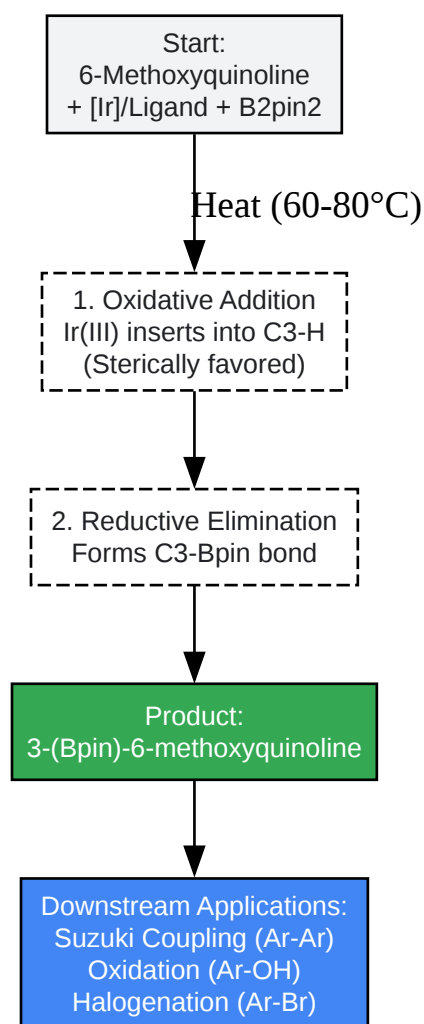 Start:
6-Methoxyquinoline
+ [Ir]/Ligand + B2pin2
Heat (60-80°C)
1. Oxidative Addition
Ir(III) inserts into C3-H
(Sterically favored)
2. Reductive Elimination
Forms C3-Bpin bond
Product:
3-(Bpin)-6-methoxyquinoline
Downstream Applications:
Suzuki Coupling (Ar-Ar)
Oxidation (Ar-OH)
Halogenation (Ar-Br)